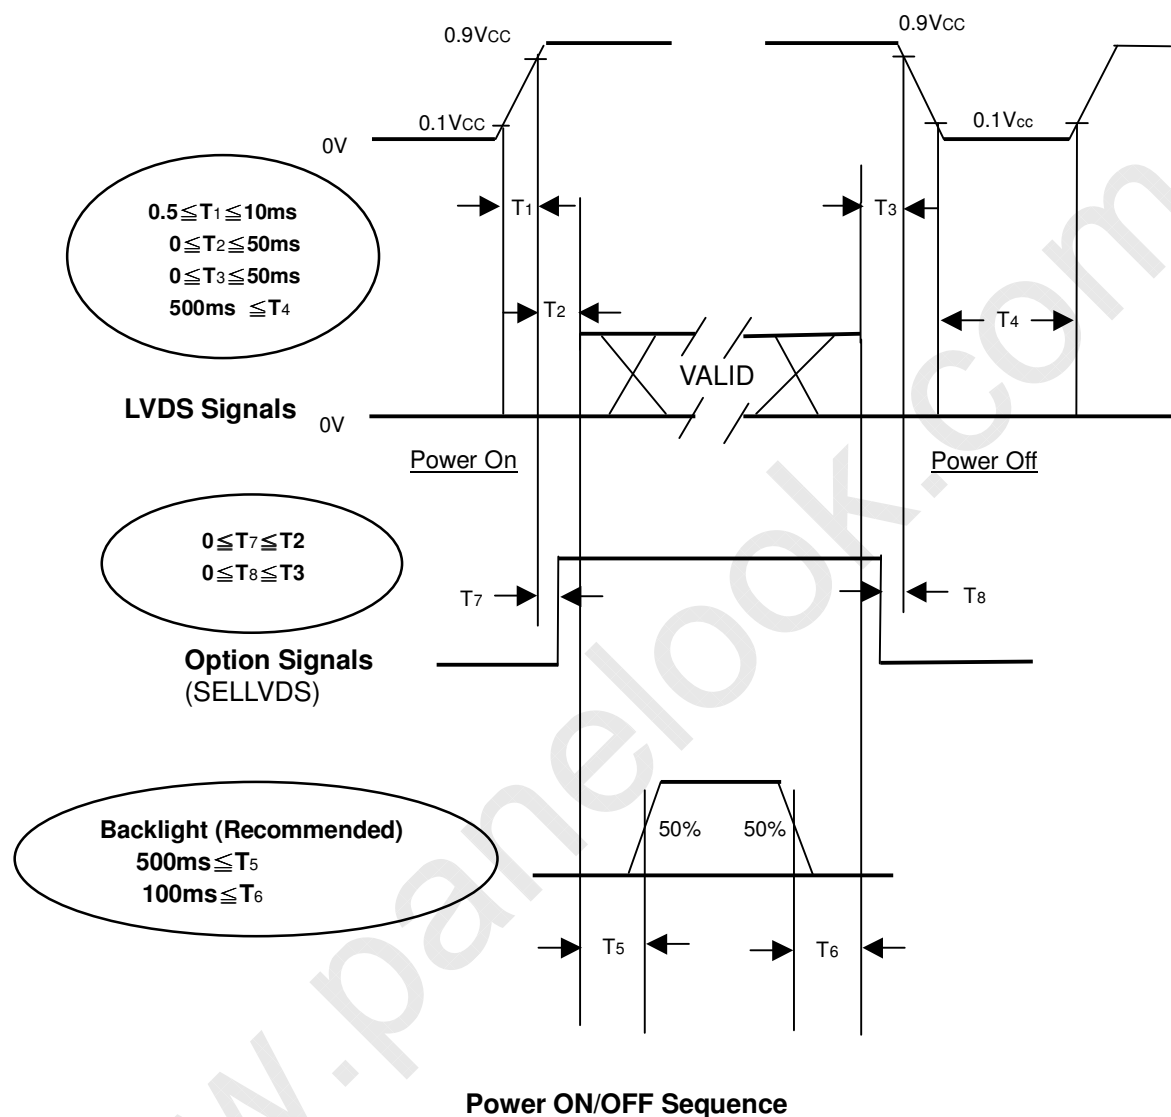 0.9VCC
0.9VCC
0.1VCC
0.1Vcc
0V
T1
T3
0.5≦T1≦10ms
0≦T2≦50ms
0≦T3≦50ms
500ms ≦T4
T2
T4
VALID
LVDS Signals
0V
Power On
Power Off
0≦T7≦T2
0≦T8≦T3
T7
T8
Option Signals
(SELLVDS)
Backlight (Recommended)
500ms≦T5
100ms≦T6
50%
50%
T5
T6
Power ON/OFF Sequence
www.panelook.com